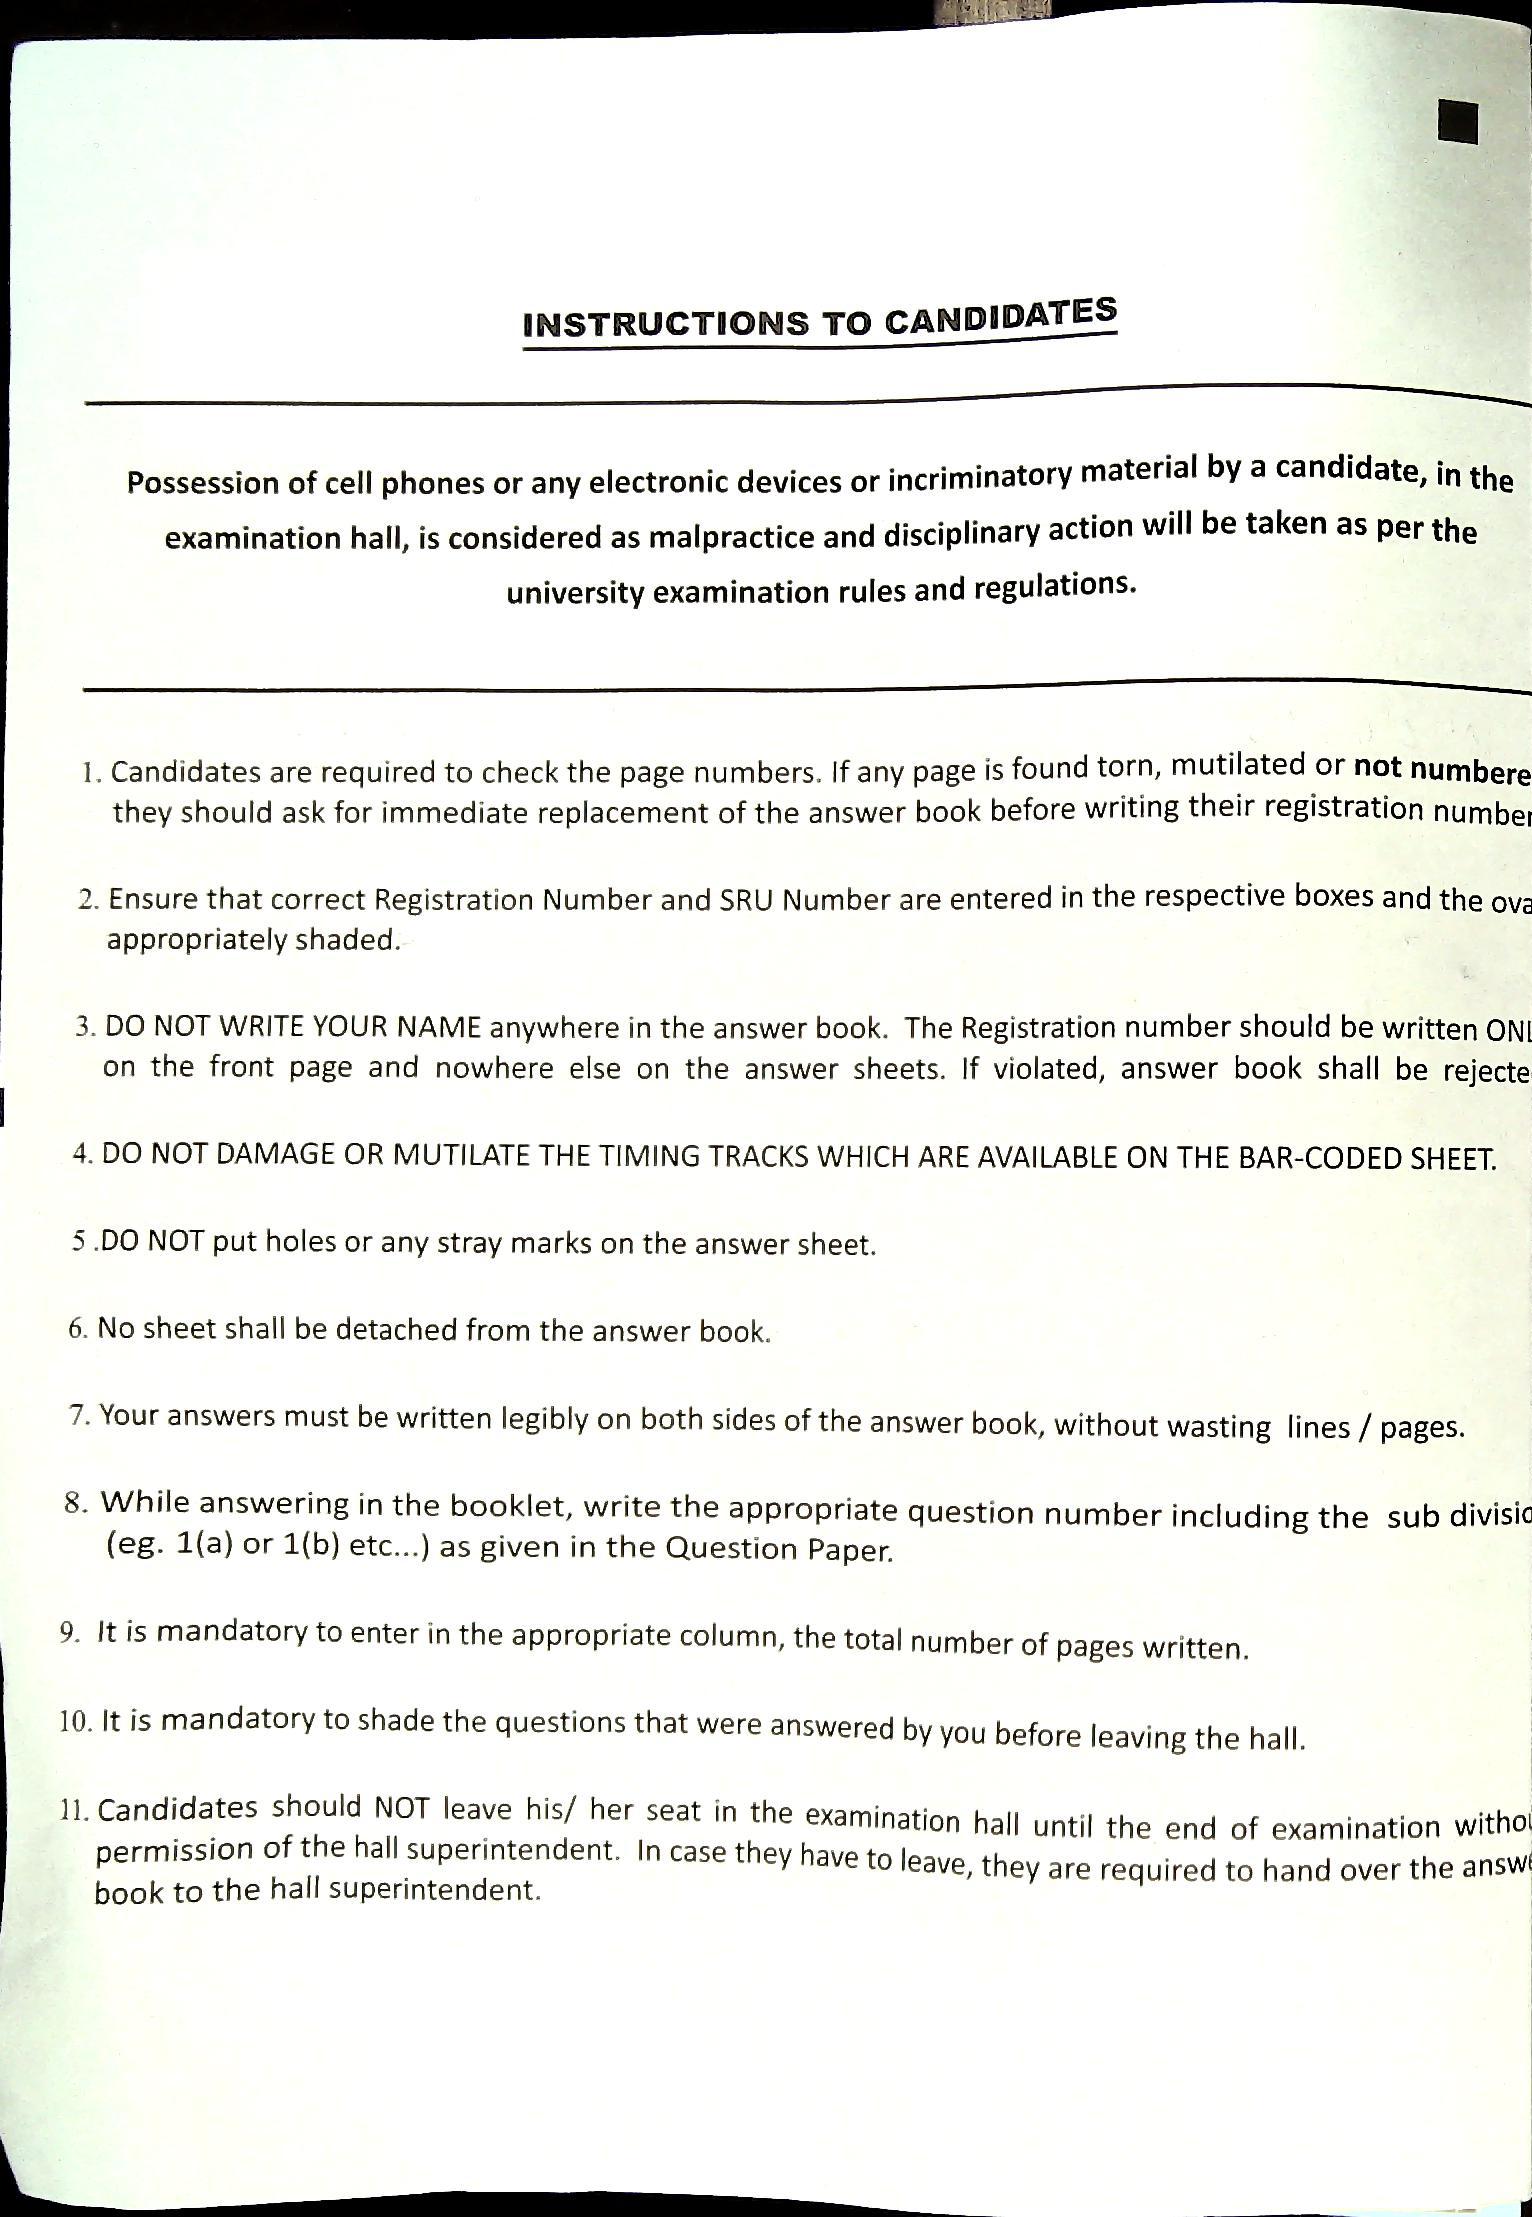 INSTRUCTIONS TO CANDIDATES
Possession of cell phones or any electronic devices or incriminatory material by a candidate, in the
examination hall, is considered as malpractice and disciplinary action will be taken as per the
university examination rules and regulations.
1. Candidates are required to check the page numbers. If any page is found torn, mutilated or not numbere
they should ask for immediate replacement of the answer book before writing their registration number
2. Ensure that correct Registration Number and SRU Number are entered in the respective boxes and the ova
appropriately shaded.
3. DO NOT WRITE YOUR NAME anywhere in the answer book. The Registration number should be written ONL
on the front page and nowhere else on the answer sheets. If violated, answer book shall be rejecte
4. DO NOT DAMAGE OR MUTILATE THE TIMING TRACKS WHICH ARE AVAILABLE ON THE BAR-CODED SHEET.
5 .DO NOT put holes or any stray marks on the answer sheet.
6. No sheet shall be detached from the answer book.
7. Your answers must be written legibly on both sides of the answer book, without wasting lines / pages.
8. While answering in the booklet, write the appropriate question number including the sub divisio
(eg. 1(a) or 1(b) etc...) as given in the Question Paper.
9. It is mandatory to enter in the appropriate column, the total number of pages written.
10. It is mandatory to shade the questions that were answered by you before leaving the hall.
11. Candidates should NOT leave his/ her seat in the examination hall until the end of examination withou
permission of the hall superintendent. In case they have to leave, they are required to hand over the answe
book to the hall superintendent.